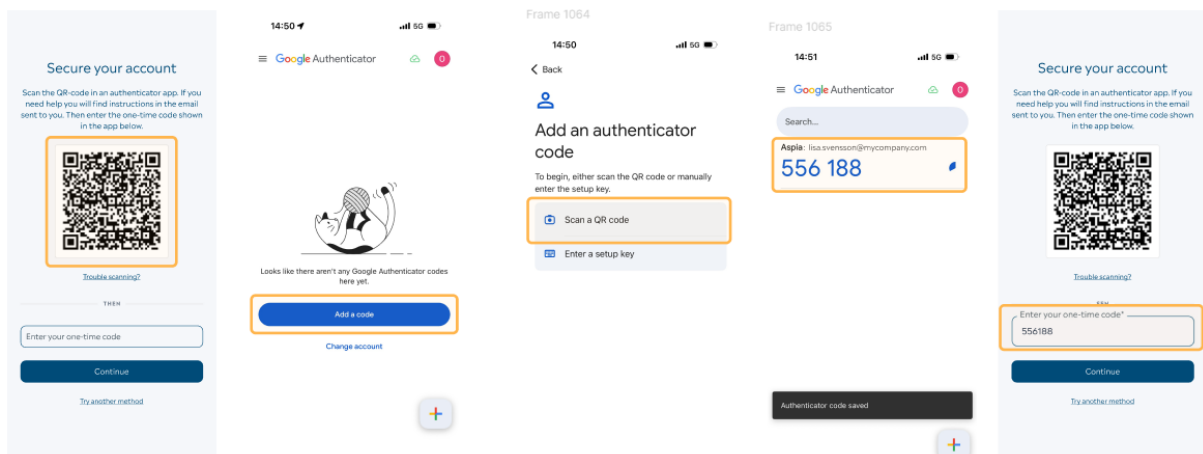 Secure your account
Scan the QR-code in an authenticator app. If you
need help you will find instructions in the email
sent to you. Then enter the one-time code shown
in the app below.
Trouble scanning?
THEN
Enter your one-time code
Continue
Try another method
14:50
5G
Google Authenticator
O
Looks like there aren't any Google Authenticator codes
here yet.
Add a code
Change account
Frame 1064
14:50
5G
Back
Add an authenticator
code
To begin, either scan the QR code or manually
enter the setup key.
Scan a QR code
Enter a setup key
Frame 1065
14:51
5G
Google Authenticator
O
Search...
Aspia: lisa.svensson@mycompany.com
556 188
Authenticator code saved
Secure your account
Scan the QR-code in an authenticator app. If you
need help you will find instructions in the email
sent to you. Then enter the one-time code shown
in the app below.
Trouble scanning?
Enter your one-time code*
556188
Continue
Try another method